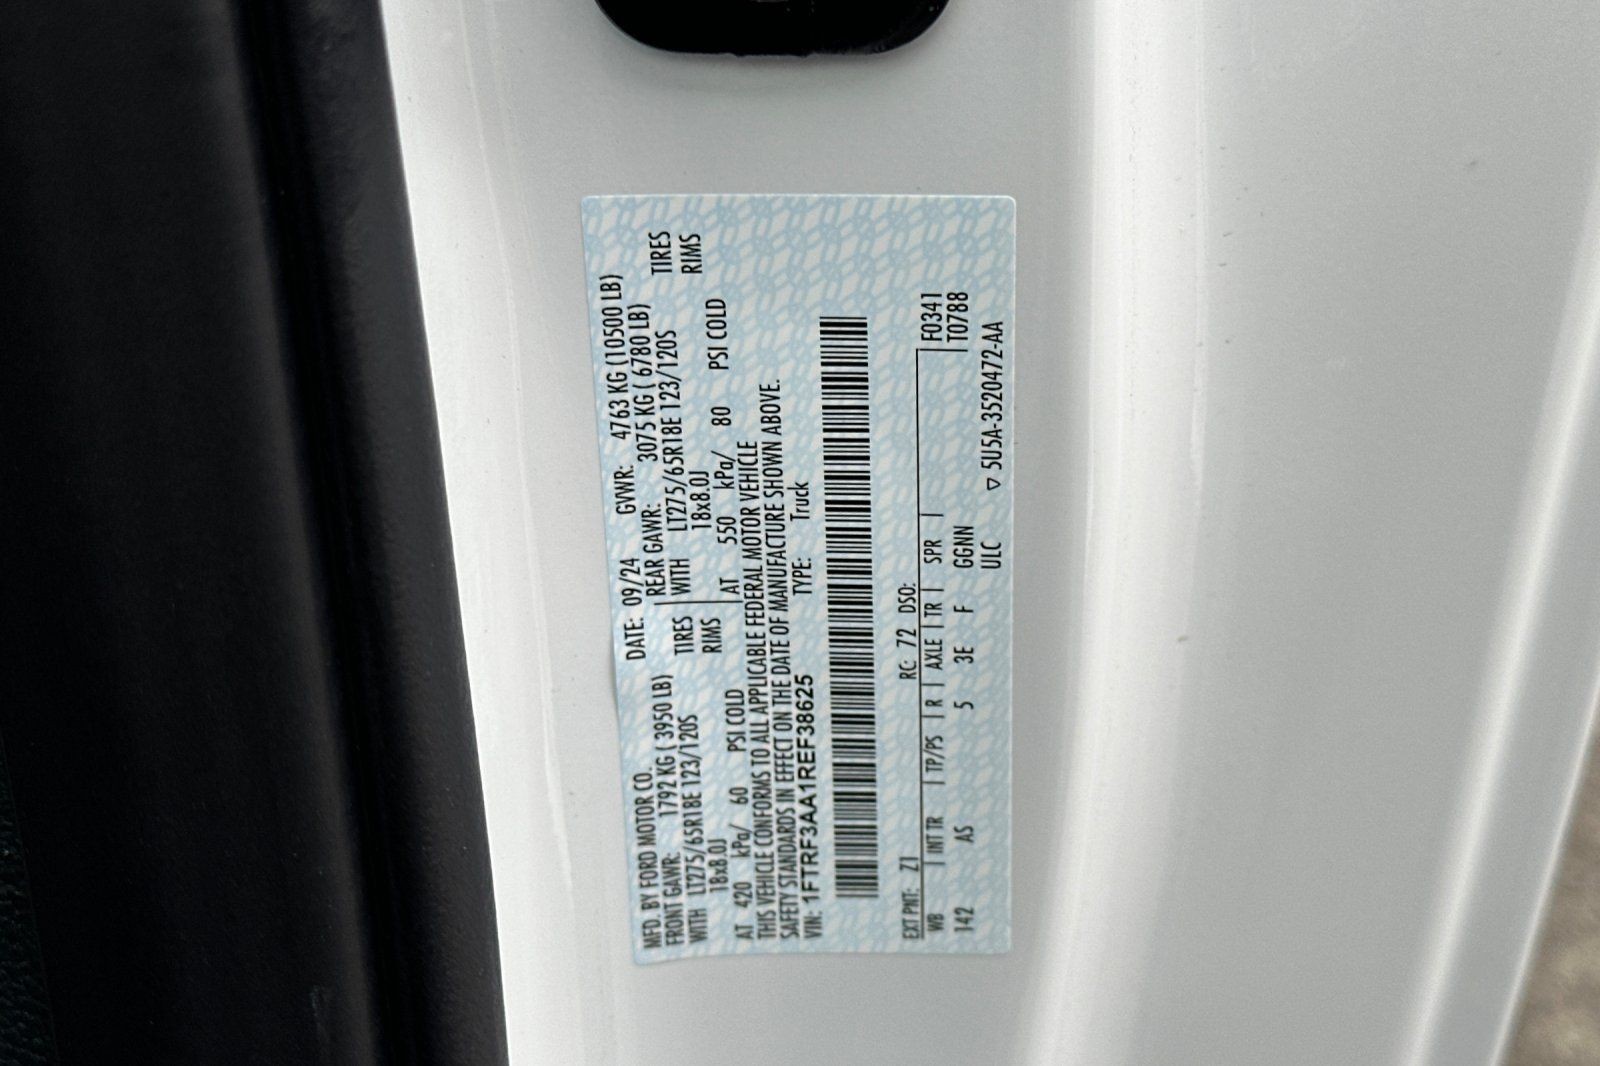 MFD. BY FORD MOTOR CO. DATE: 09/24 GVWR: 4763 KG (10500 LB)
FRONT GAWR: 1792 KG ( 3950 LB) REAR GAWR: 3075 KG ( 6780 LB)
WITH LT275/65R18E 123/120S TIRES WITH LT275/65R18E 123/120S TIRES
18x8.0J RIMS 18x8.0J RIMS
AT 420 kPa/ 60 PSI COLD AT 550 kPa/ 80 PSI COLD
THIS VEHICLE CONFORMS TO ALL APPLICABLE FEDERAL MOTOR VEHICLE
SAFETY STANDARDS IN EFFECT ON THE DATE OF MANUFACTURE SHOWN ABOVE.
VIN: 1FTRF3AA1REF38625 TYPE: Truck
EXT PNT: Z1 RC: 72 DSO:
WB INT TR TP/PS R AXLE TR SPR F0341
142 AS 5 3E F GGNN T0788
ULC ▽ 5U5A-3520472-AA